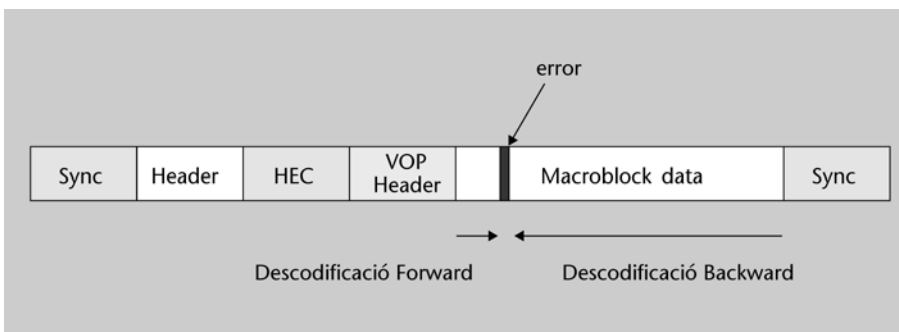 error
Sync
Header
HEC
VOP
Header
Macroblock data
Sync
Descodificació Forward
Descodificació Backward